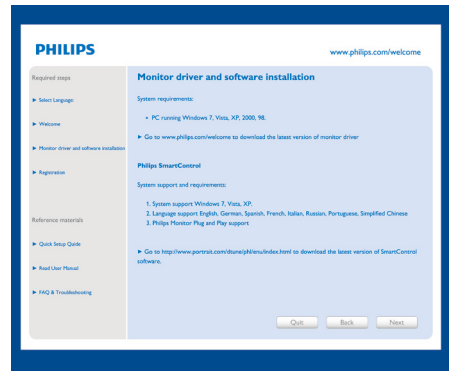 PHILIPS
www.philips.com/welcome
Required steps
► Select Language:
► Welcome
► Monitor driver and software installation
► Registration
Reference materials
► Quick Setup Guide
► Read User Manual
► FAQ & Troubleshooting
Monitor driver and software installation
System requirements:
• PC running Windows 7, Vista, XP, 2000, 98.
► Go to www.philips.com/welcome to download the latest version of monitor driver
Philips SmartControl
System support and requirements:
1. System support Windows 7, Vista, XP.
2. Language support English, German, Spanish, French, Italian, Russian, Portuguese, Simplified Chinese
3. Philips Monitor Plug and Play support
► Go to http://www.portrait.com/dtune/phl/enu/index.html to download the latest version of SmartControl
software.
Quit
Back
Next